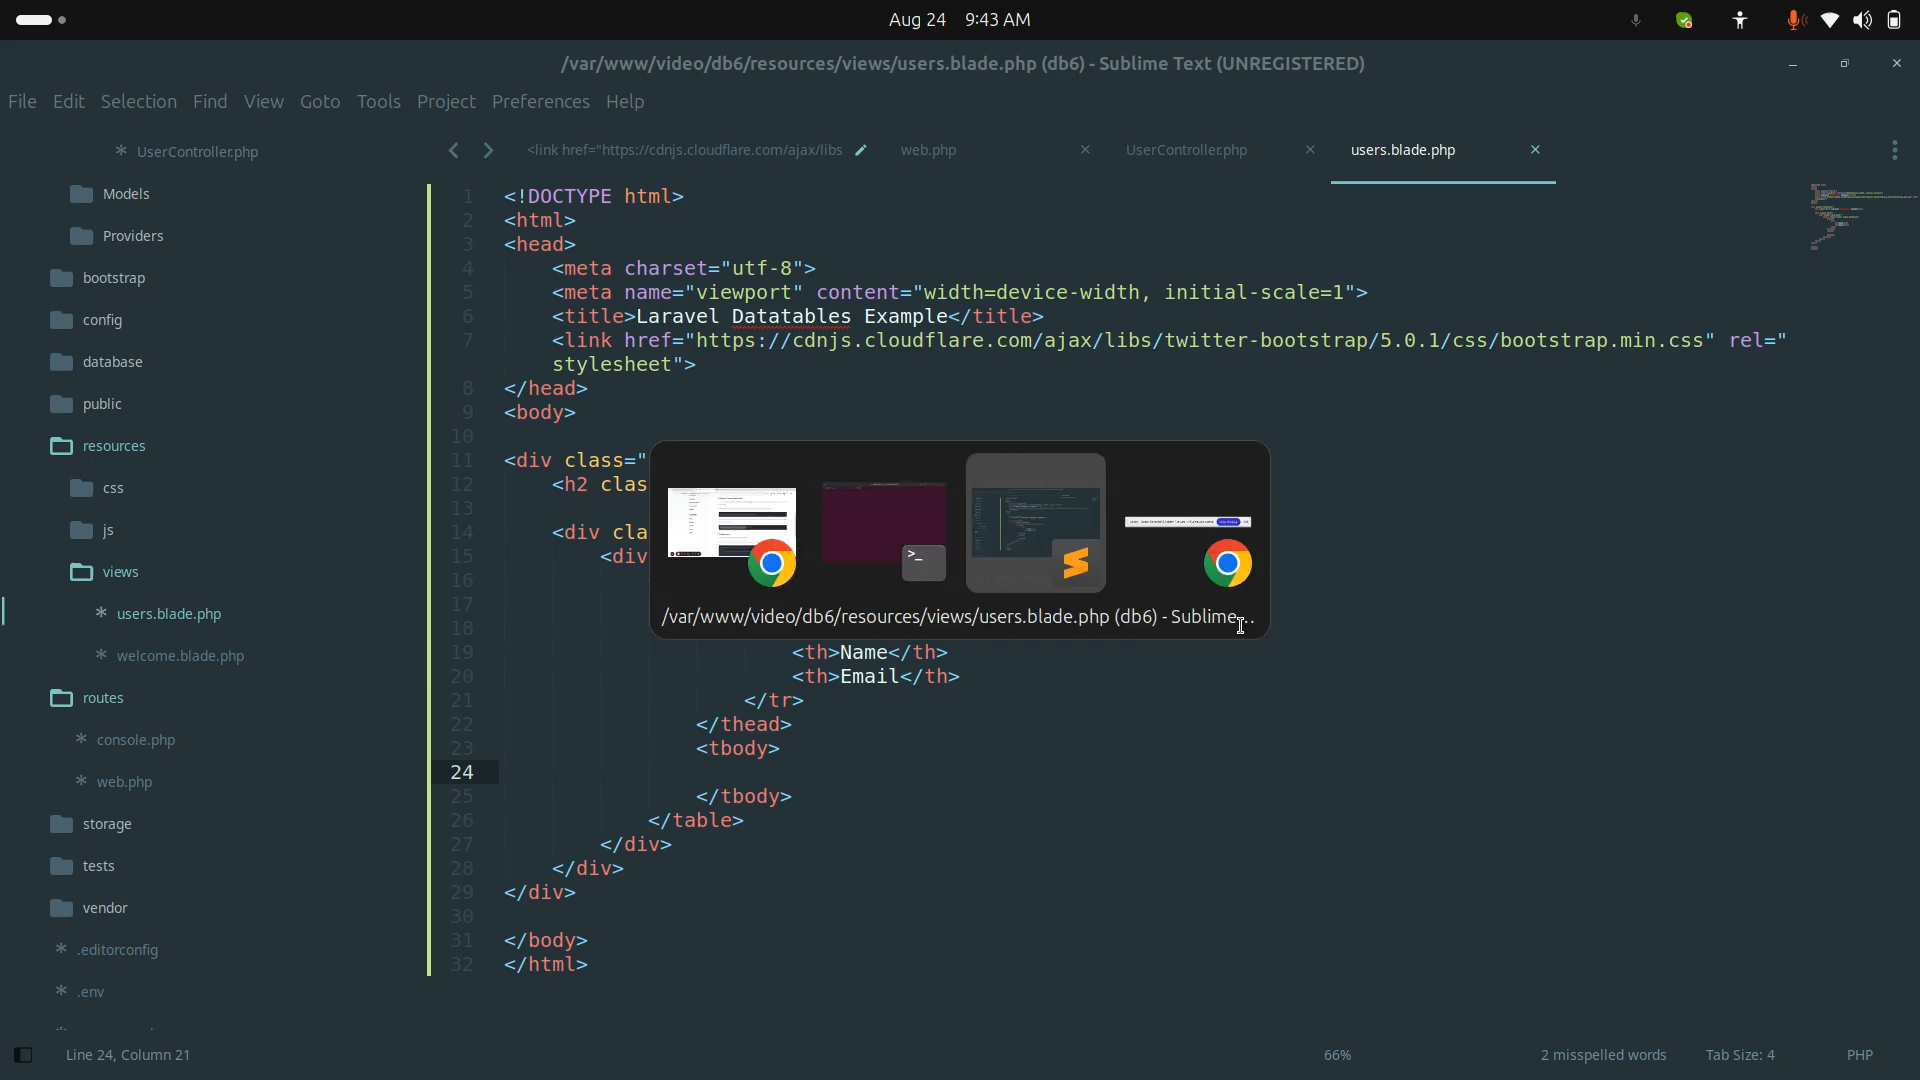 Aug 24 9:43 AM
/var/www/video/db6/resources/views/users.blade.php (db6) - Sublime Text (UNREGISTERED)
File Edit Selection Find View Goto Tools Project Preferences Help
UserController.php
Models
Providers
bootstrap
config
database
public
resources
css
js
views
users.blade.php
welcome.blade.php
routes
console.php
web.php
storage
tests
vendor
.editorconfig
.env
<link href="https://cdnjs.cloudflare.com/ajax/libs web.php UserController.php users.blade.php
1 <!DOCTYPE html>
2 <html>
3 <head>
4 <meta charset="utf-8">
5 <meta name="viewport" content="width=device-width, initial-scale=1">
6 <title>Laravel Datatables Example</title>
7 <link href="https://cdnjs.cloudflare.com/ajax/libs/twitter-bootstrap/5.0.1/css/bootstrap.min.css" rel="
stylesheet">
8 </head>
9 <body>
10
11 <div class="
12 <h2 clas
13
14 <div cla
15 <div
16
17
18
/var/www/video/db6/resources/views/users.blade.php (db6) - Sublime...
19 <th>Name</th>
20 <th>Email</th>
21 </tr>
22 </thead>
23 <tbody>
24
25 </tbody>
26 </table>
27 </div>
28 </div>
29 </div>
30
31 </body>
32 </html>
Line 24, Column 21 66% 2 misspelled words Tab Size: 4 PHP